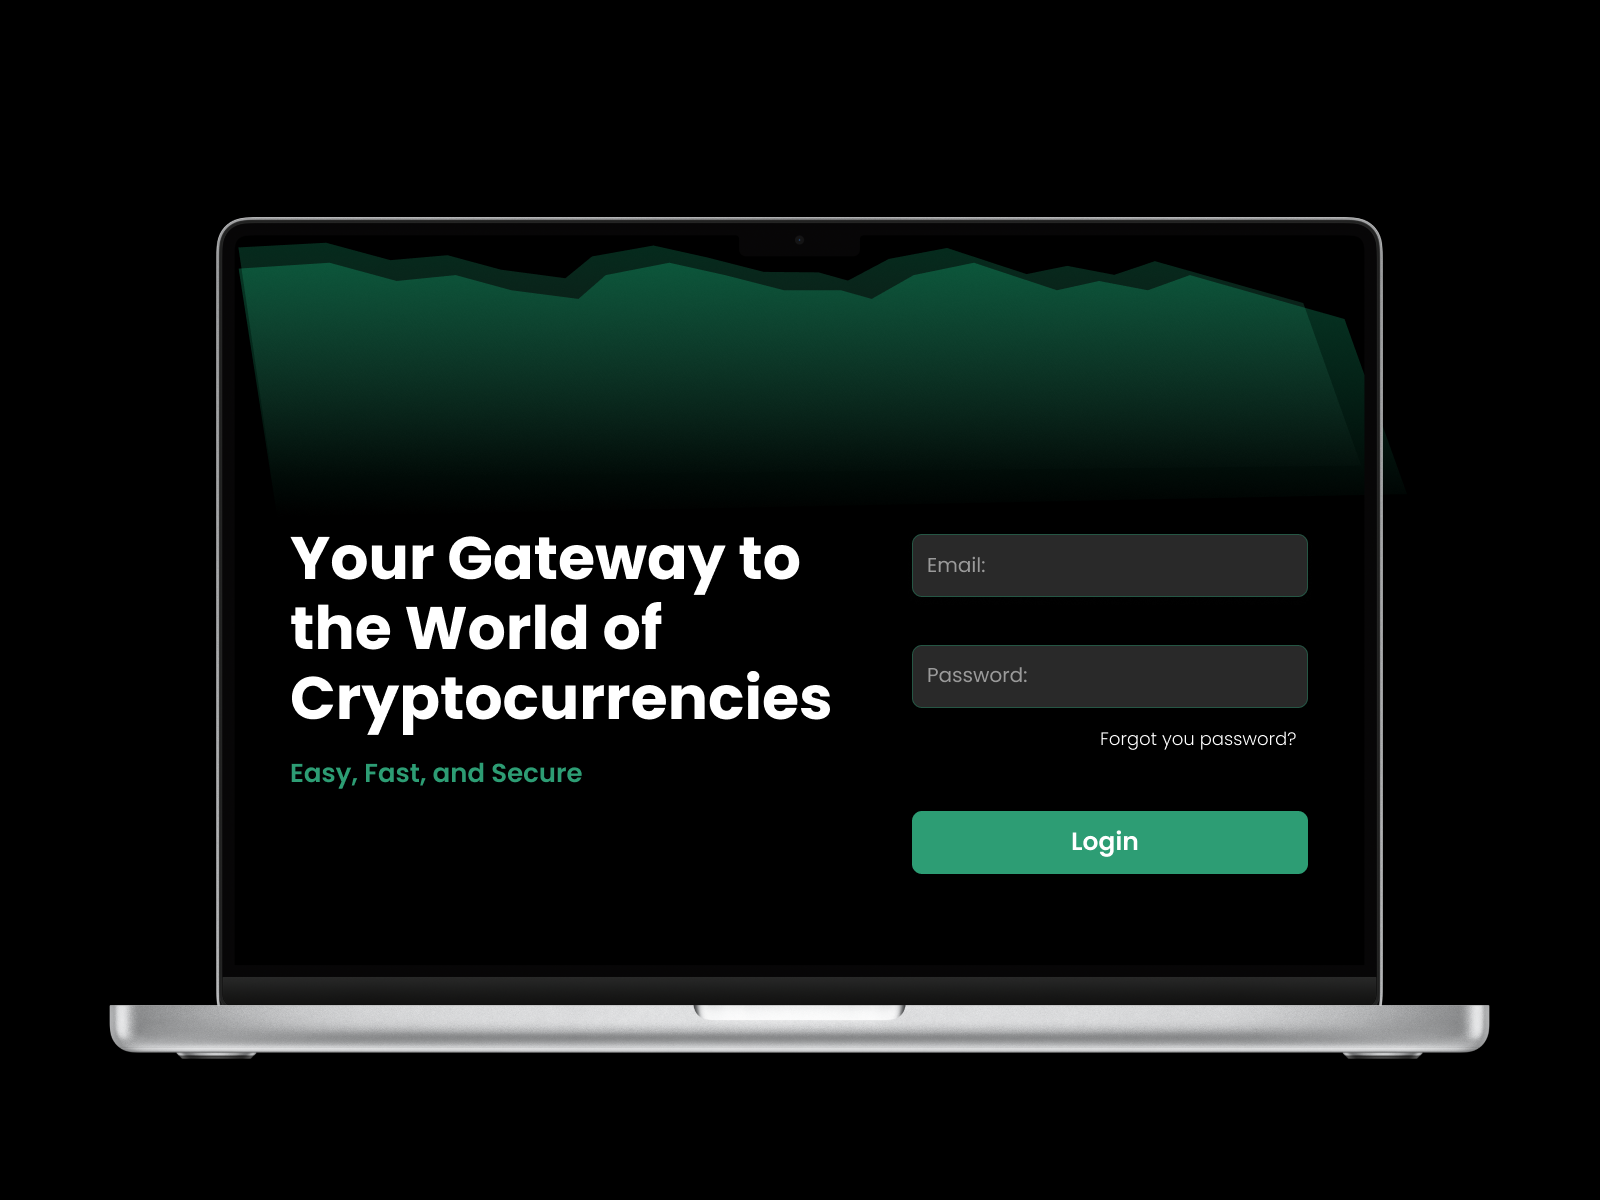 Your Gateway to
the World of
Cryptocurrencies
Easy, Fast, and Secure
Email:
Password:
Forgot you password?
Login